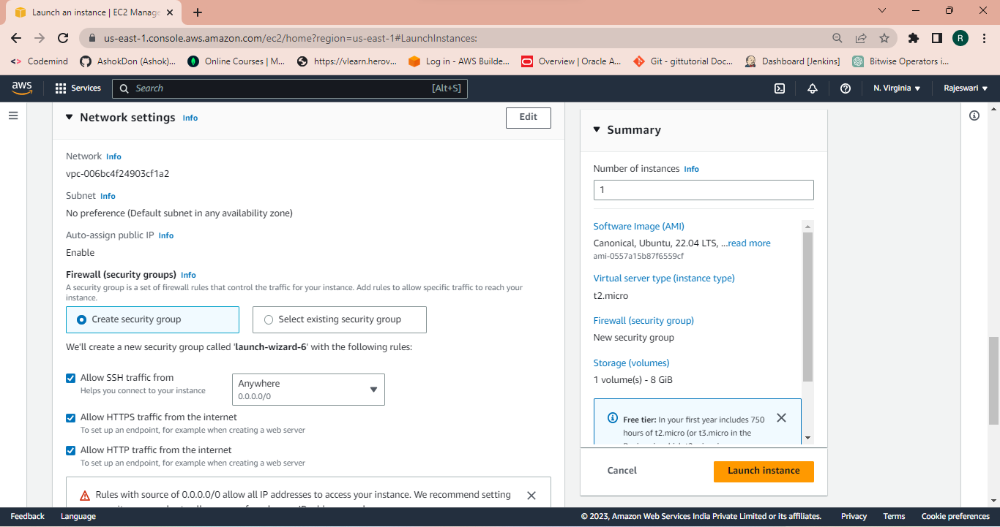 Launch an instance | EC2 Manage
us-east-1.console.aws.amazon.com/ec2/home?region=us-east-1#LaunchInstances:
R
Codemind
AshokDon (Ashok)...
Online Courses | M...
https://vlearn.herov...
Log in - AWS Builde...
Overview | Oracle A...
Git - gittutorial Doc...
Dashboard [Jenkins]
Bitwise Operators i...
aws
Services
Search
[Alt+S]
N. Virginia
Rajeswari
Network settings Info
Edit
Network Info
vpc-006bc4f24903cf1a2
Subnet Info
No preference (Default subnet in any availability zone)
Auto-assign public IP Info
Enable
Firewall (security groups) Info
A security group is a set of firewall rules that control the traffic for your instance. Add rules to allow specific traffic to reach your
instance.
Create security group
Select existing security group
We'll create a new security group called 'launch-wizard-6' with the following rules:
Allow SSH traffic from
Helps you connect to your instance
Anywhere
0.0.0.0/0
Allow HTTPS traffic from the internet
To set up an endpoint, for example when creating a web server
Allow HTTP traffic from the internet
To set up an endpoint, for example when creating a web server
Rules with source of 0.0.0.0/0 allow all IP addresses to access your instance. We recommend setting
Summary
Number of instances Info
1
Software Image (AMI)
Canonical, Ubuntu, 22.04 LTS, ...read more
ami-0557a15b87f6559cf
Virtual server type (instance type)
t2.micro
Firewall (security group)
New security group
Storage (volumes)
1 volume(s) - 8 GiB
Free tier: In your first year includes 750
hours of t2.micro (or t3.micro in the
Cancel
Launch instance
Feedback
Language
© 2023, Amazon Web Services India Private Limited or its affiliates.
Privacy
Terms
Cookie preferences